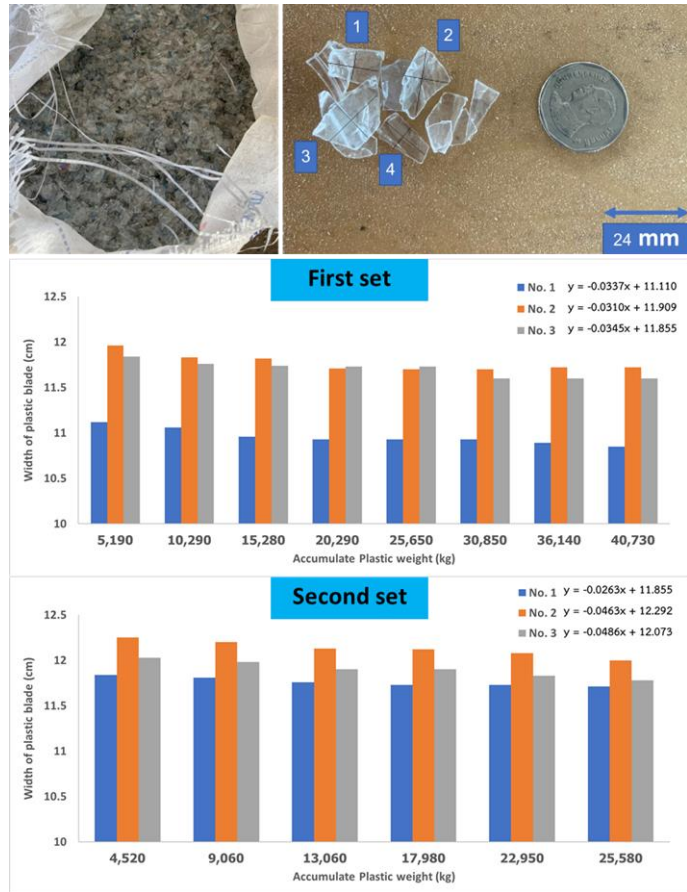 1
2
3
4
24 mm
First set
No. 1 y = -0.0337x + 11.110
No. 2 y = -0.0310x + 11.909
No. 3 y = -0.0345x + 11.855
Width of plastic blade (cm)
12.5
12
11.5
11
10.5
10
5,190 10,290 15,280 20,290 25,650 30,850 36,140 40,730
Accumulate Plastic weight (kg)
Second set
No. 1 y = -0.0263x + 11.855
No. 2 y = -0.0463x + 12.292
No. 3 y = -0.0486x + 12.073
Width of plastic blade (cm)
12.5
12
11.5
11
10.5
10
4,520 9,060 13,060 17,980 22,950 25,580
Accumulate Plastic weight (kg)